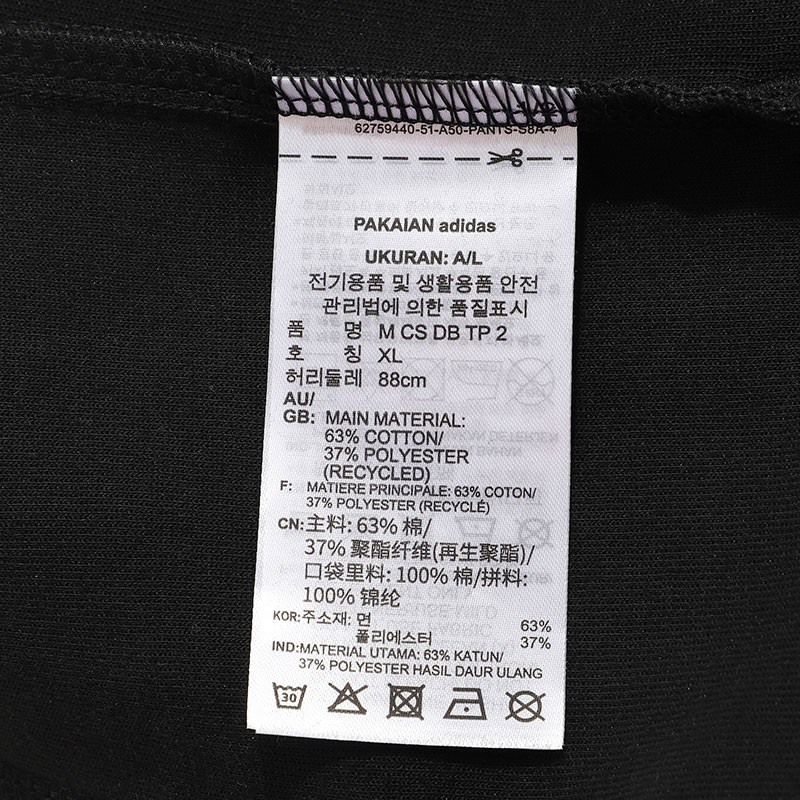 62759440-51-A50-PANTS-S8A-4
PAKAIAN adidas
UKURAN: A/L
전기용품 및 생활용품 안전
관리법에 의한 품질표시
품 명 M CS DB TP 2
호 칭 XL
허리둘레 88cm
AU/
GB: MAIN MATERIAL:
63% COTTON/
37% POLYESTER
(RECYCLED)
F: MATIERE PRINCIPALE: 63% COTON/
37% POLYESTER (RECYCLÉ)
CN:主料: 63% 棉/
37% 聚酯纤维(再生聚酯)/
口袋里料: 100% 棉/拼料:
100% 锦纶
KOR:주소재: 면 63%
폴리에스터 37%
IND:MATERIAL UTAMA: 63% KATUN/
37% POLYESTER HASIL DAUR ULANG
30